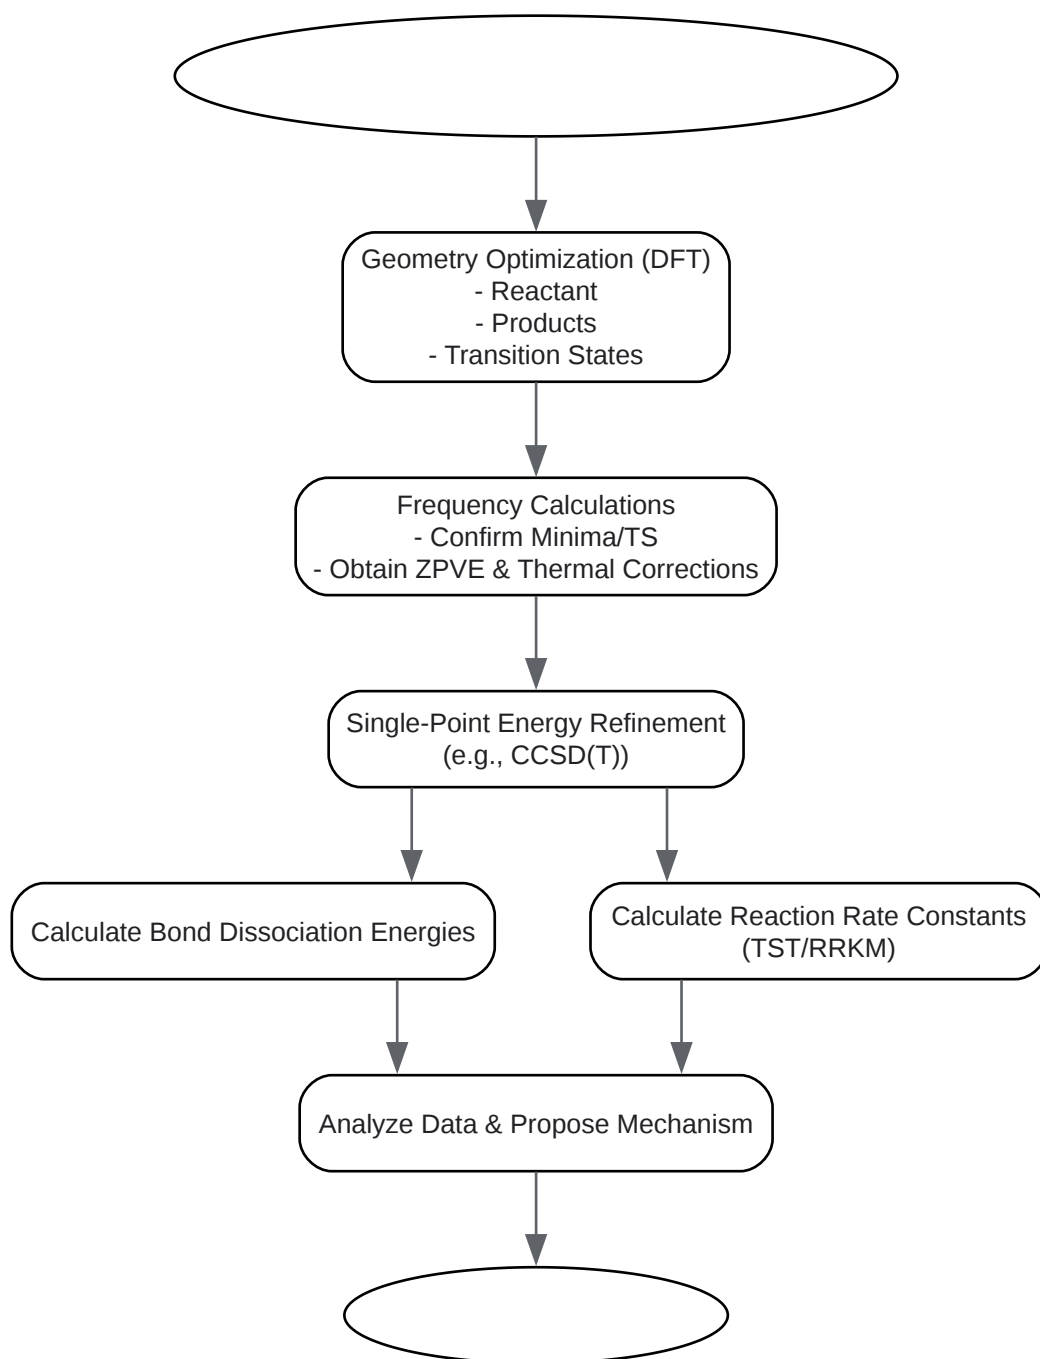 Geometry Optimization (DFT)
- Reactant
- Products
- Transition States
Frequency Calculations
- Confirm Minima/TS
- Obtain ZPVE & Thermal Corrections
Single-Point Energy Refinement
(e.g., CCSD(T))
Calculate Bond Dissociation Energies
Calculate Reaction Rate Constants
(TST/RRKM)
Analyze Data & Propose Mechanism